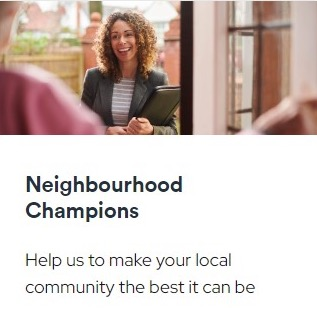 Neighbourhood
Champions
Help us to make your local
community the best it can be